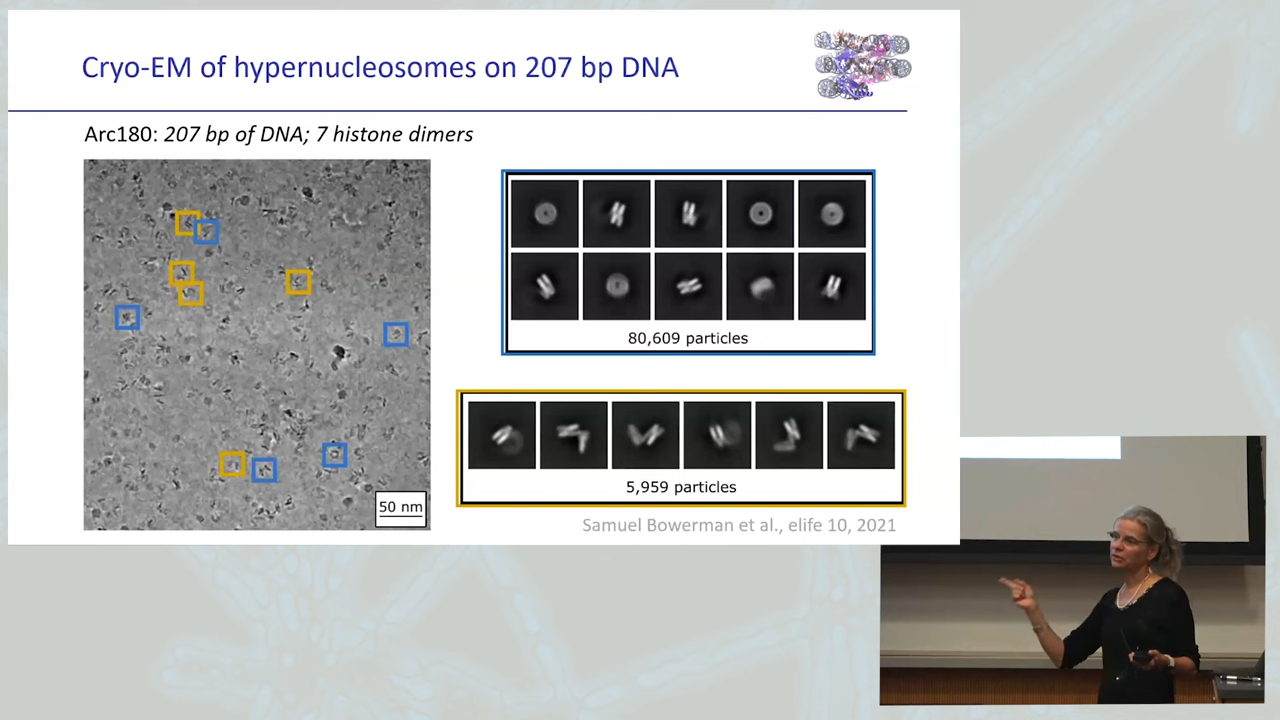 Cryo-EM of hypernucleosomes on 207 bp DNA
Arc180: 207 bp of DNA; 7 histone dimers
80,609 particles
5,959 particles
50 nm
Samuel Bowerman et al., elife 10, 2021